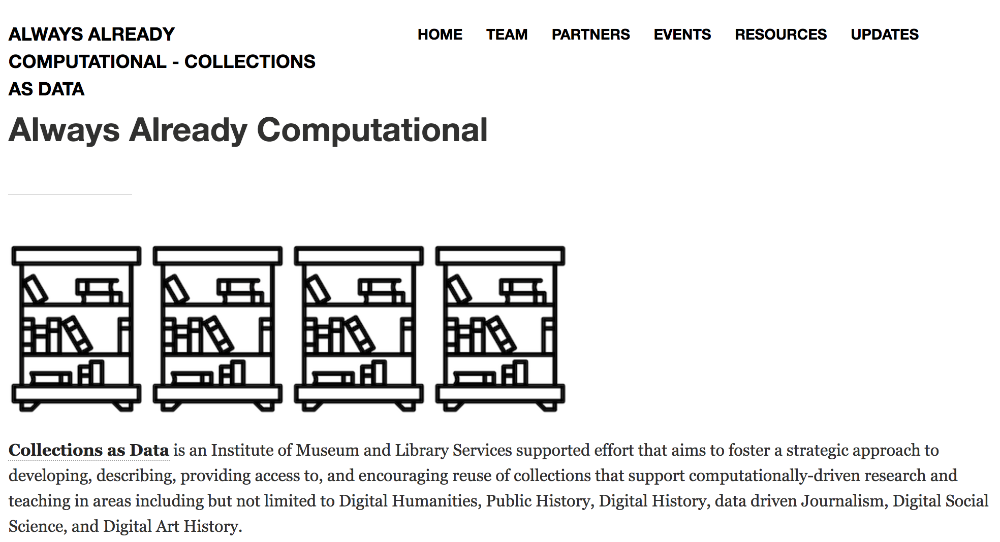 ALWAYS ALREADY
COMPUTATIONAL - COLLECTIONS
AS DATA
HOME TEAM PARTNERS EVENTS RESOURCES UPDATES
Always Already Computational
Collections as Data is an Institute of Museum and Library Services supported effort that aims to foster a strategic approach to
developing, describing, providing access to, and encouraging reuse of collections that support computationally-driven research and
teaching in areas including but not limited to Digital Humanities, Public History, Digital History, data driven Journalism, Digital Social
Science, and Digital Art History.